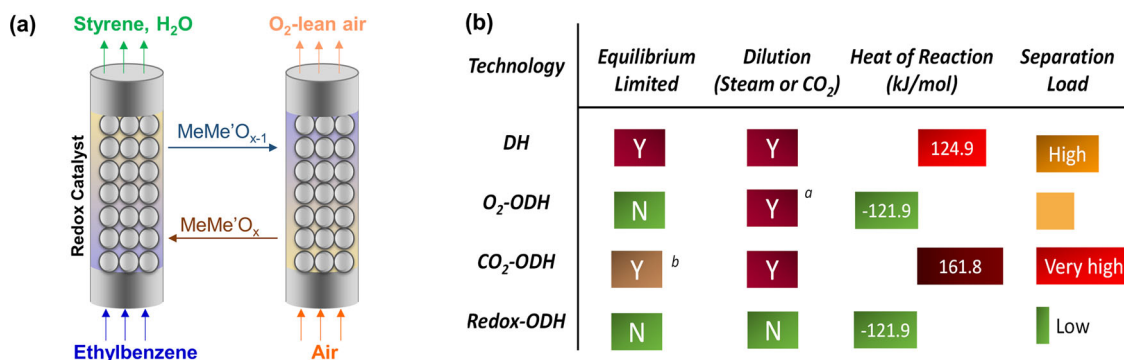 (a)
Styrene, H₂O
O₂-lean air
Redox Catalyst
MeMe'Oₓ₋₁
MeMe'Oₓ
Ethylbenzene
Air
(b)
Technology
Equilibrium
Limited
Dilution
(Steam or CO₂)
Heat of Reaction
(kJ/mol)
Separation
Load
DH Y Y 124.9 High
O₂-ODH N Y ᵃ -121.9
CO₂-ODH Y ᵇ Y 161.8 Very high
Redox-ODH N N -121.9 Low